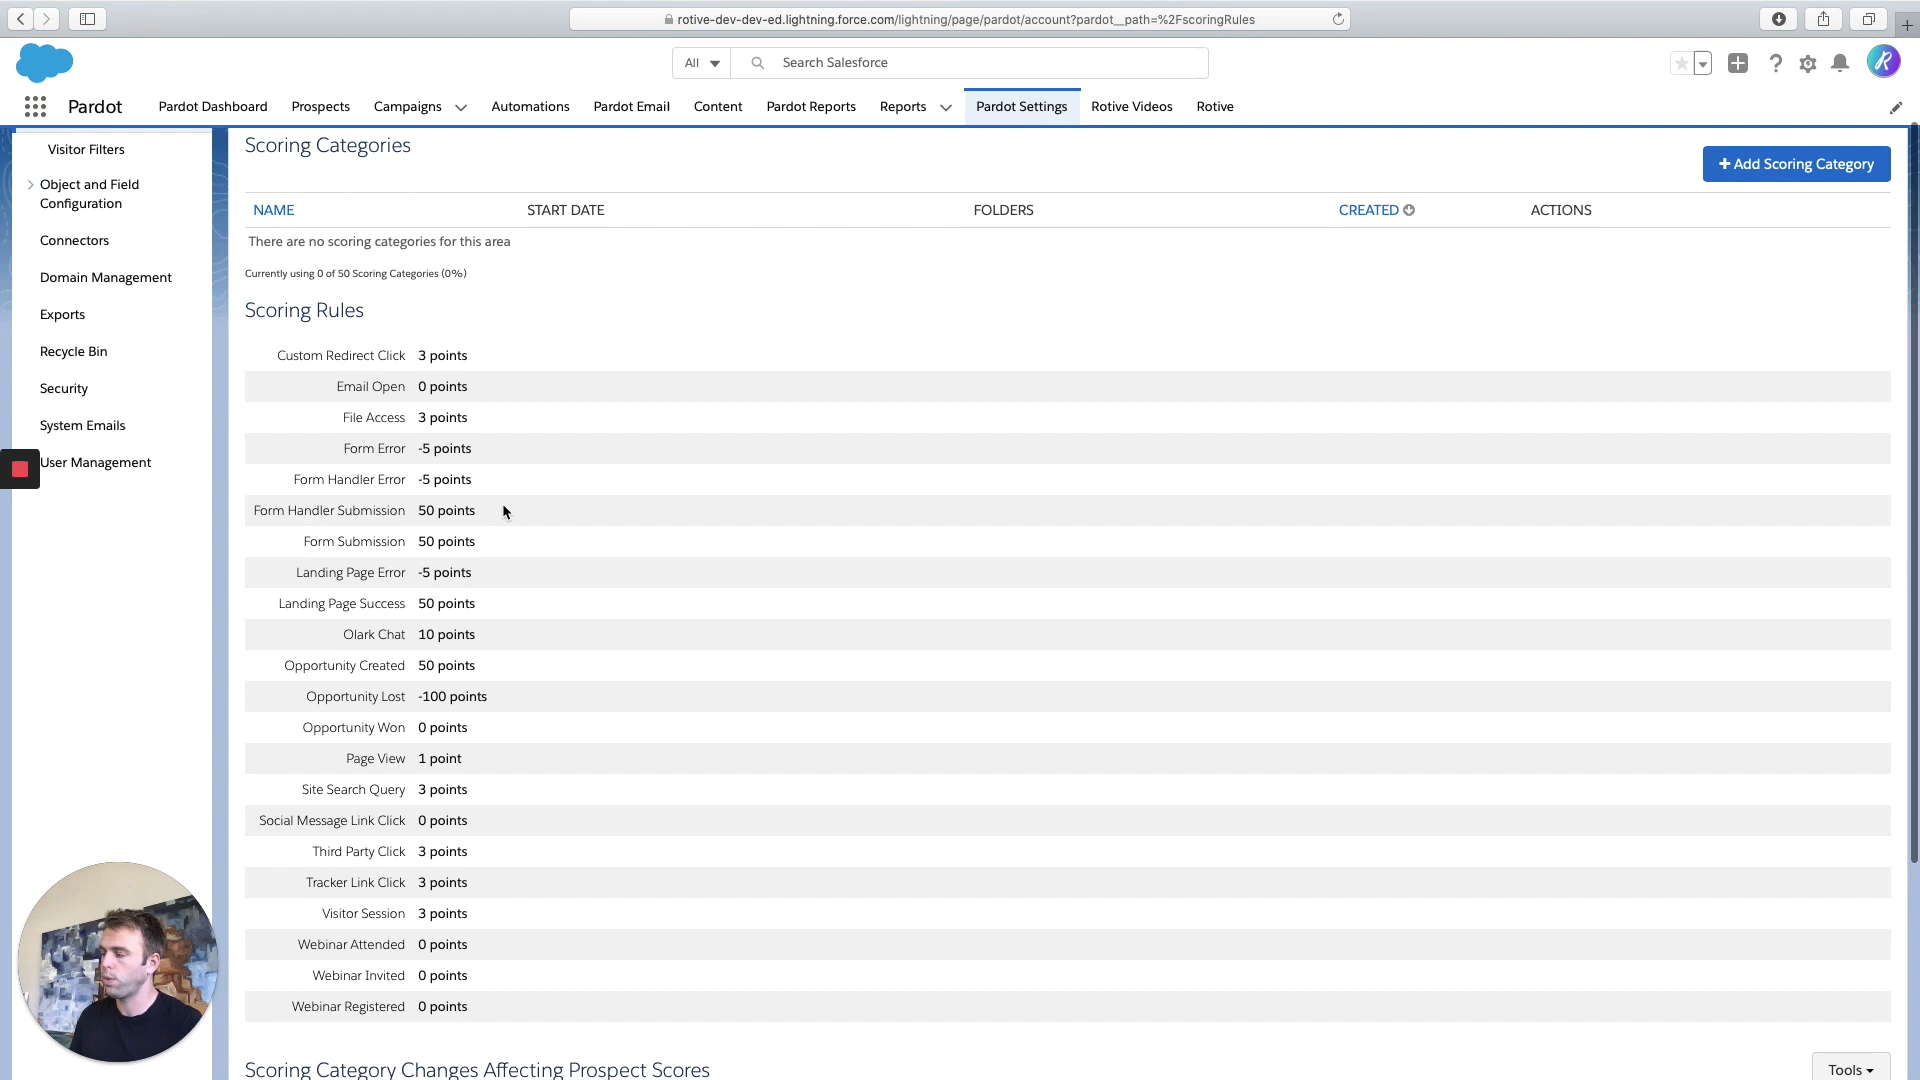 rotive-dev-dev-ed.lightning.force.com/lightning/page/pardot/account?pardot__path=%2FscoringRules
All
Search Salesforce
Pardot
Pardot Dashboard
Prospects
Campaigns
Automations
Pardot Email
Content
Pardot Reports
Reports
Pardot Settings
Rotive Videos
Rotive
Visitor Filters
Object and Field
Configuration
Connectors
Domain Management
Exports
Recycle Bin
Security
System Emails
User Management
Scoring Categories
+ Add Scoring Category
NAME START DATE FOLDERS CREATED ACTIONS
There are no scoring categories for this area
Currently using 0 of 50 Scoring Categories (0%)
Scoring Rules
Custom Redirect Click 3 points
Email Open 0 points
File Access 3 points
Form Error -5 points
Form Handler Error -5 points
Form Handler Submission 50 points
Form Submission 50 points
Landing Page Error -5 points
Landing Page Success 50 points
Olark Chat 10 points
Opportunity Created 50 points
Opportunity Lost -100 points
Opportunity Won 0 points
Page View 1 point
Site Search Query 3 points
Social Message Link Click 0 points
Third Party Click 3 points
Tracker Link Click 3 points
Visitor Session 3 points
Webinar Attended 0 points
Webinar Invited 0 points
Webinar Registered 0 points
Scoring Category Changes Affecting Prospect Scores
Tools